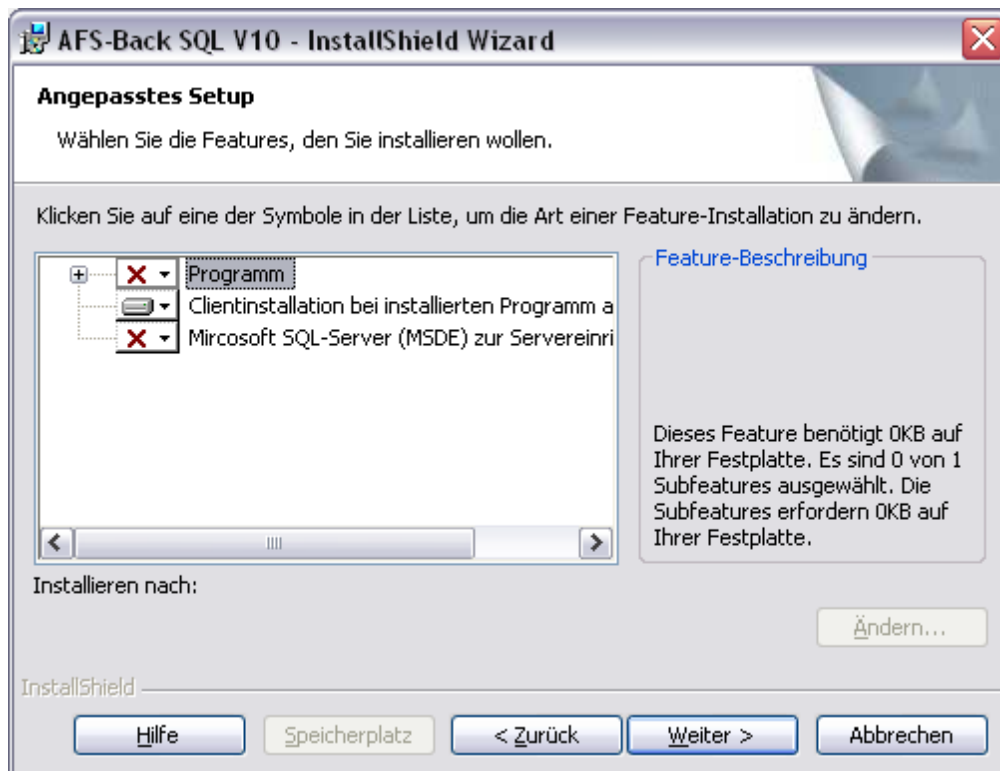 AFS-Back SQL V10 - InstallShield Wizard
Angepasstes Setup
Wählen Sie die Features, den Sie installieren wollen.
Klicken Sie auf eine der Symbole in der Liste, um die Art einer Feature-Installation zu ändern.
Programm
Clientinstallation bei installierten Programm a
Mircosoft SQL-Server (MSDE) zur Servereinri
Feature-Beschreibung
Dieses Feature benötigt 0KB auf
Ihrer Festplatte. Es sind 0 von 1
Subfeatures ausgewählt. Die
Subfeatures erfordern 0KB auf
Ihrer Festplatte.
Installieren nach:
Ändern...
InstallShield
Hilfe Speicherplatz < Zurück Weiter > Abbrechen